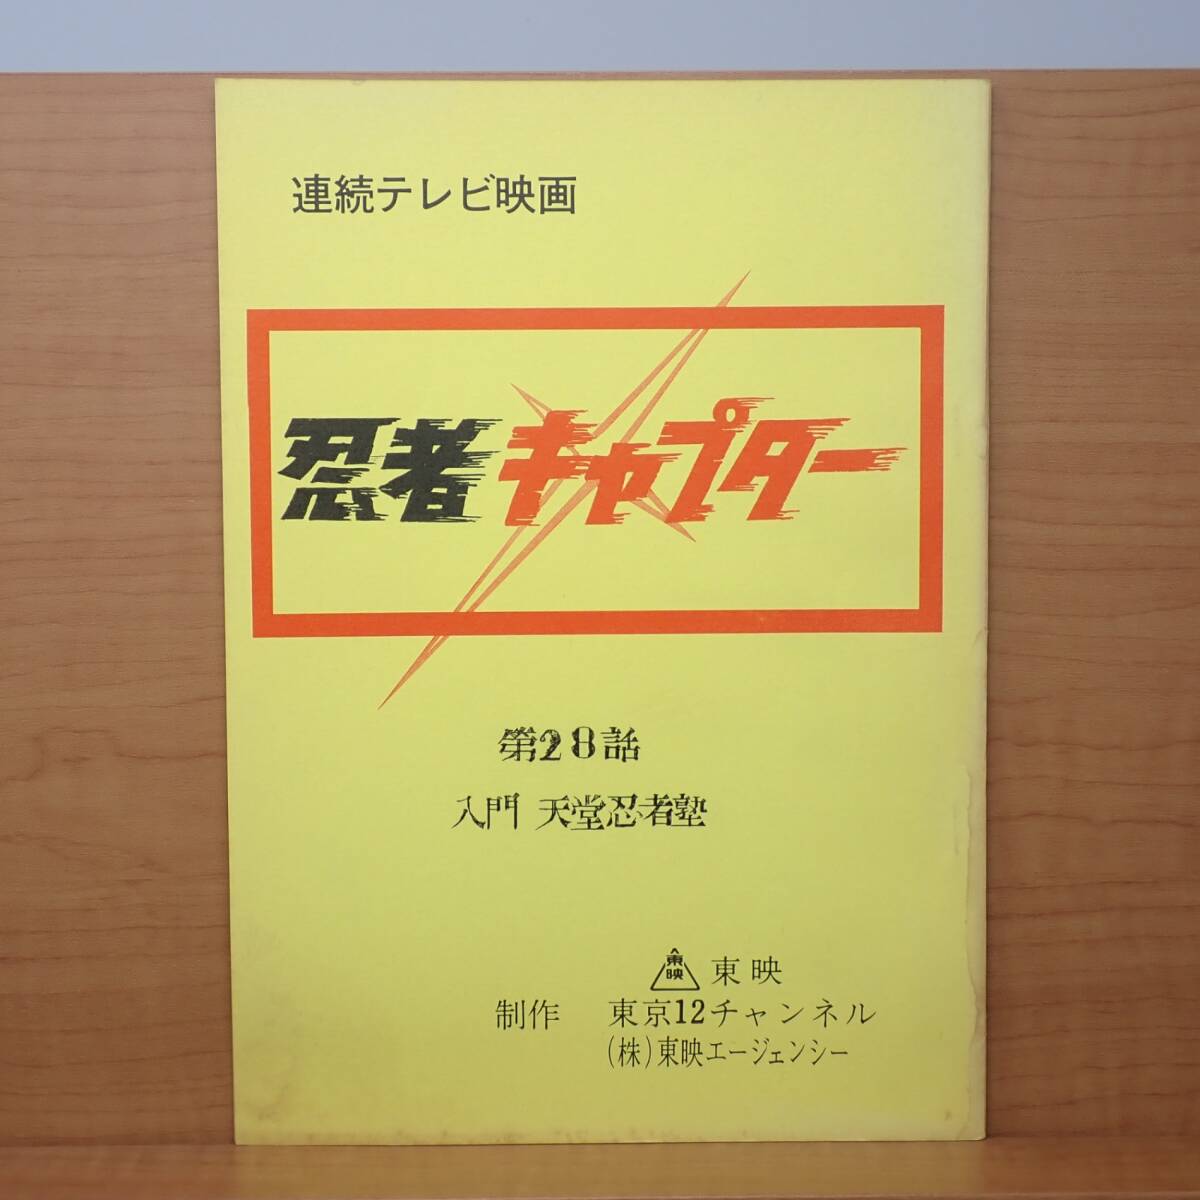 連続テレビ映画
忍者キャプター
第28話
入門 天堂忍者塾
東映 東映
制作 東京12チャンネル
(株)東映エージェンシー